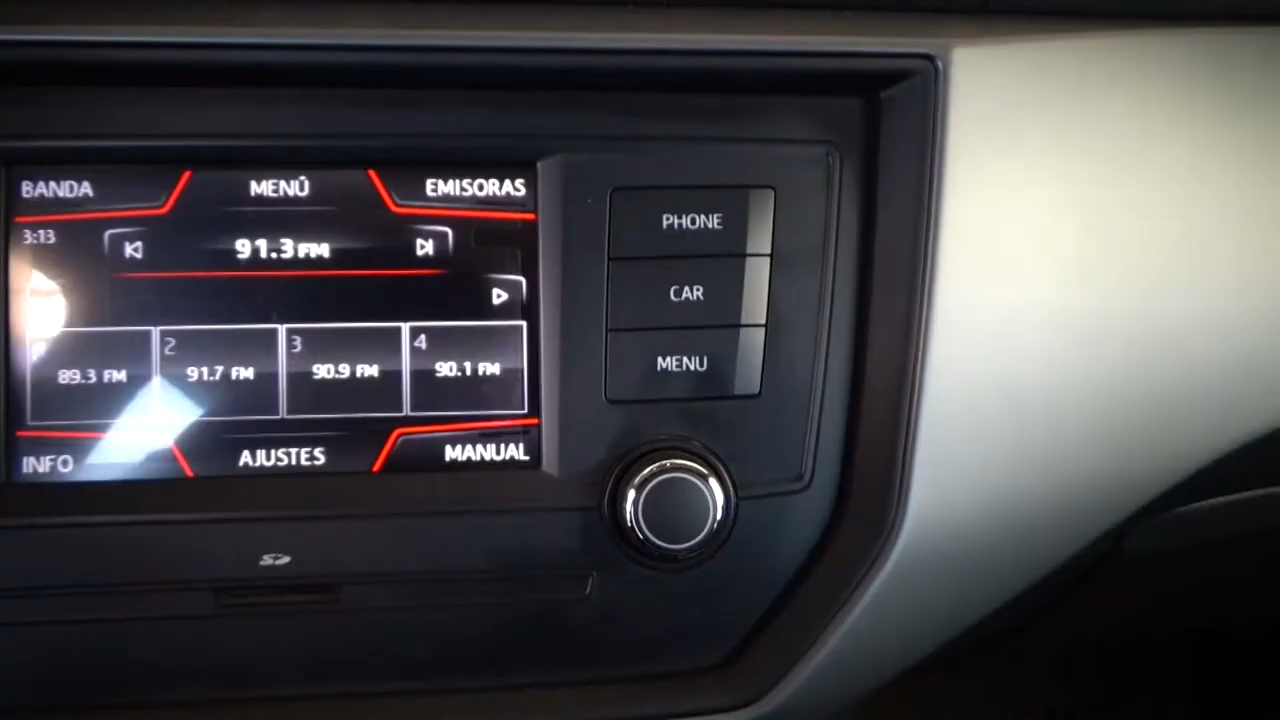 BANDA
MENÚ
EMISORAS
3:13
91.3 FM
89.3 FM
2
91.7 FM
3
90.9 FM
4
90.1 FM
INFO
AJUSTES
MANUAL
PHONE
CAR
MENU
SD